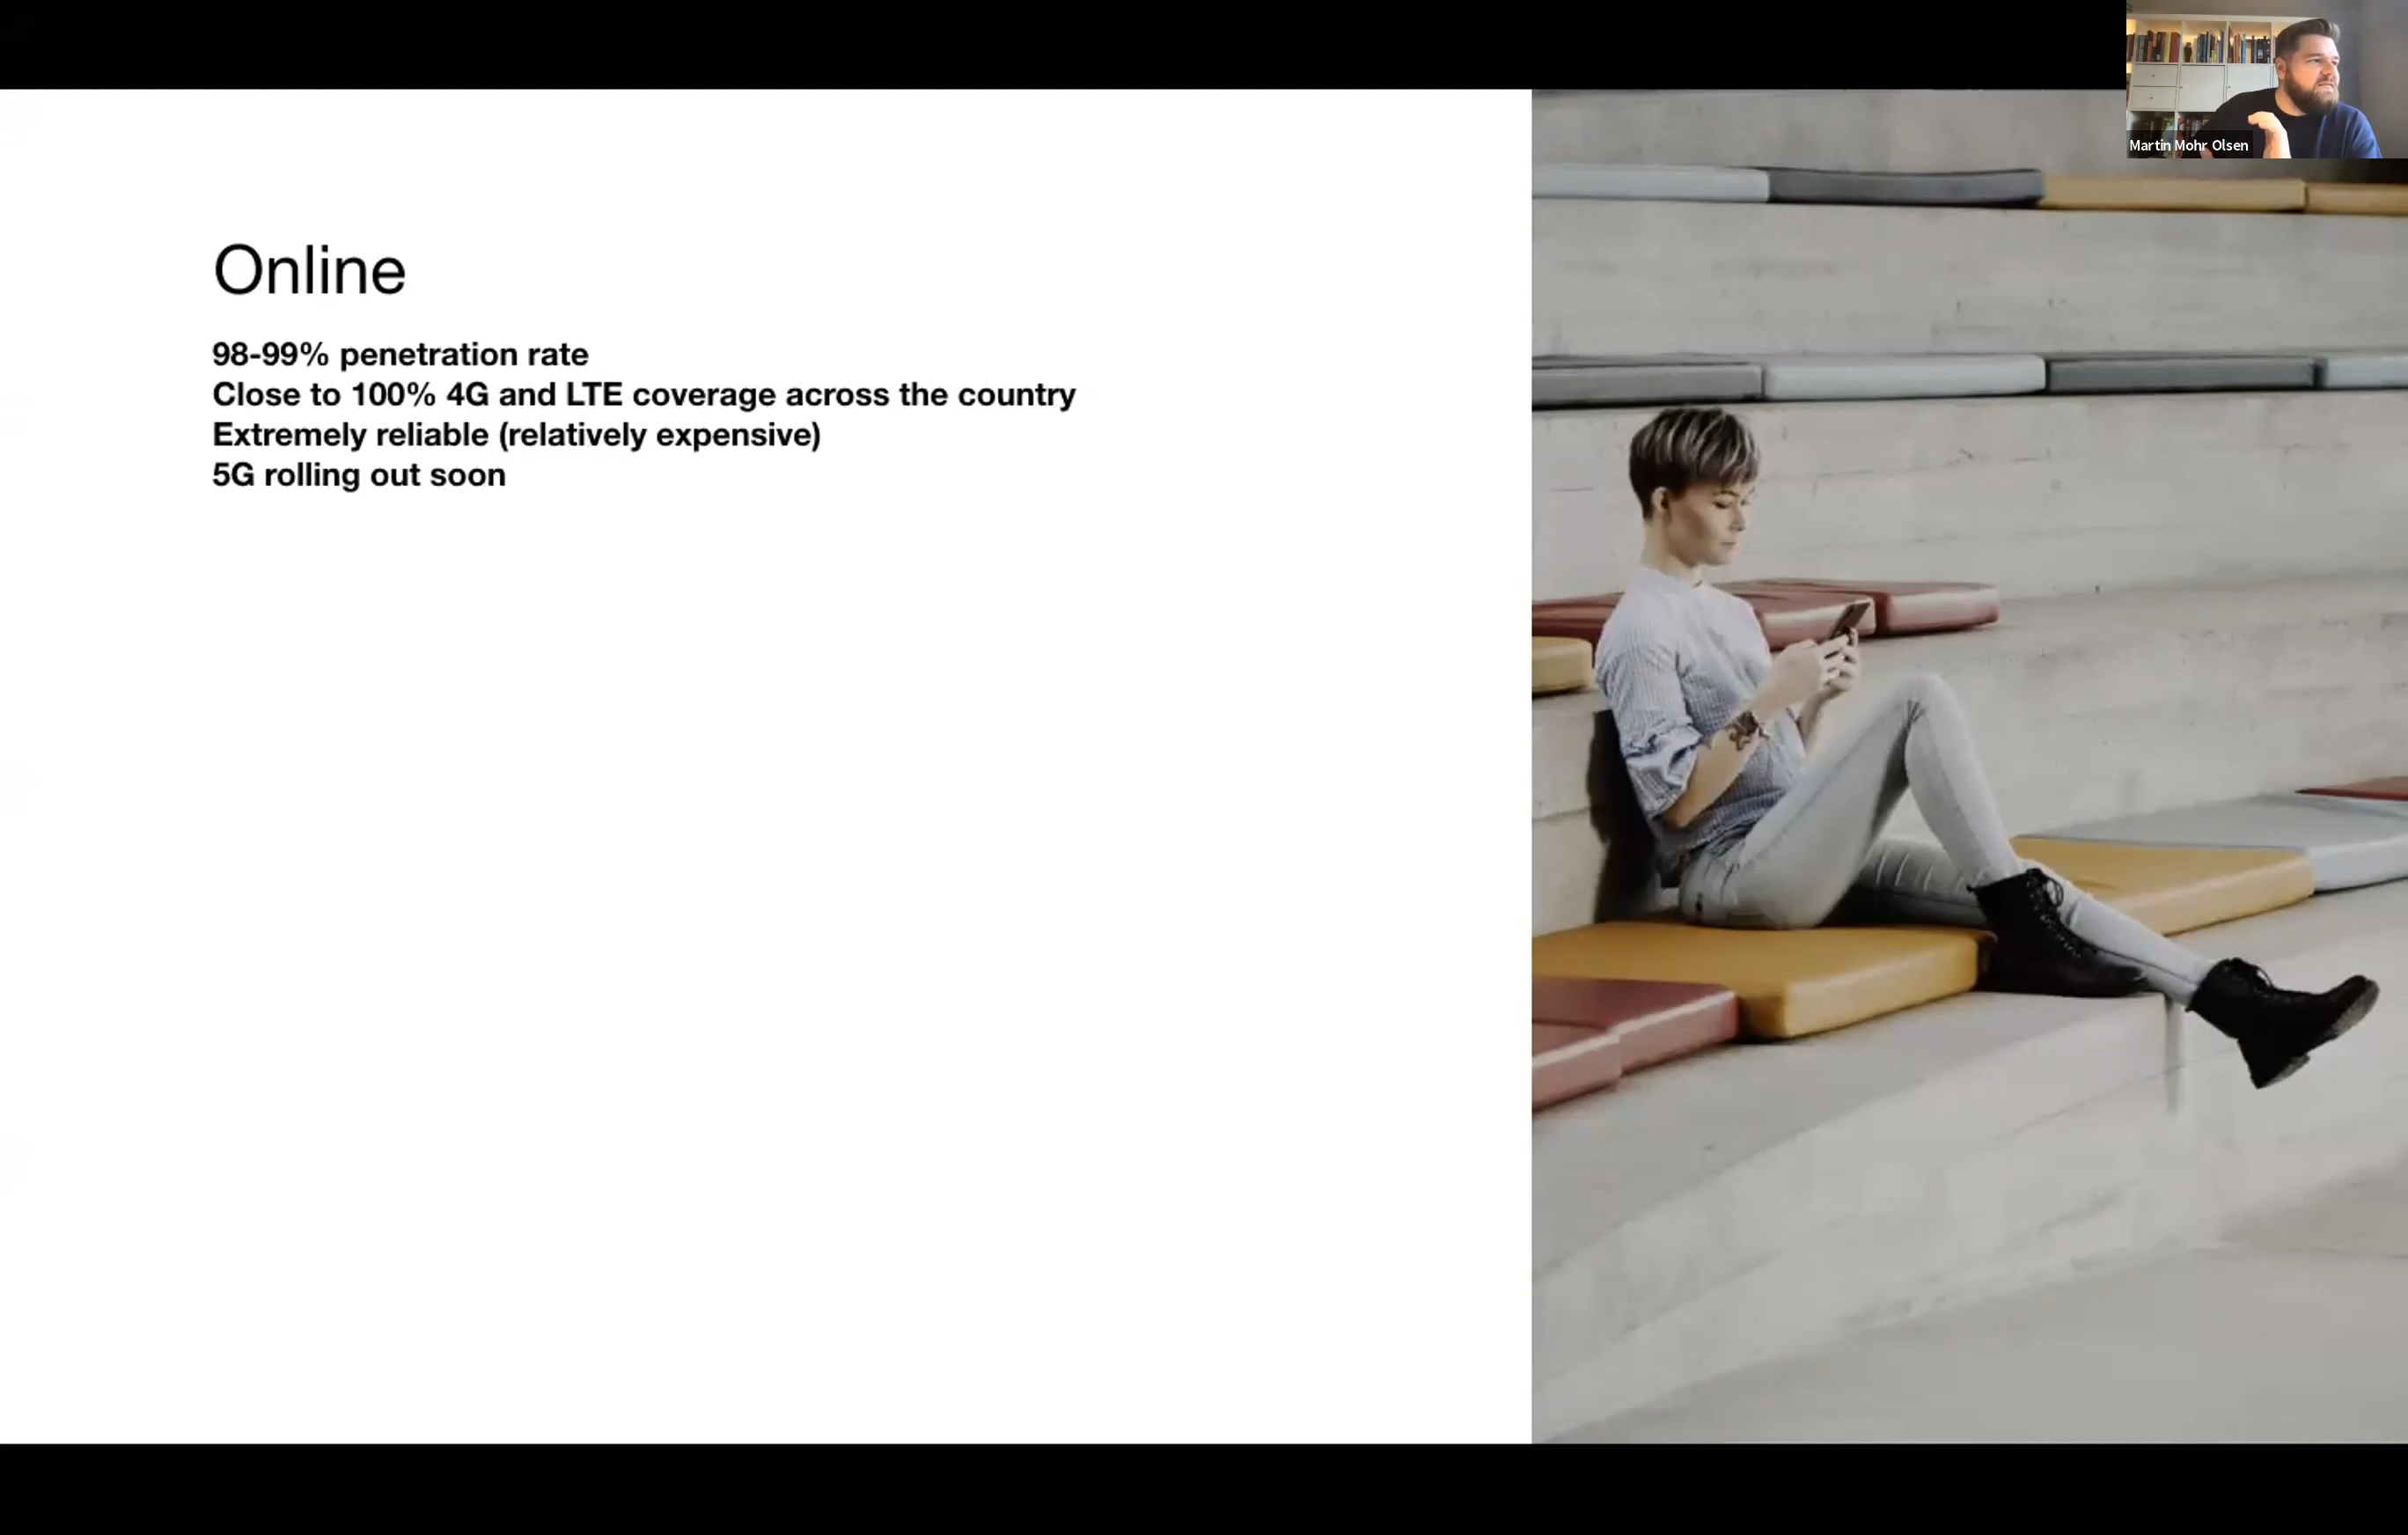 Martin Mohr Olsen
Online
98-99% penetration rate
Close to 100% 4G and LTE coverage across the country
Extremely reliable (relatively expensive)
5G rolling out soon